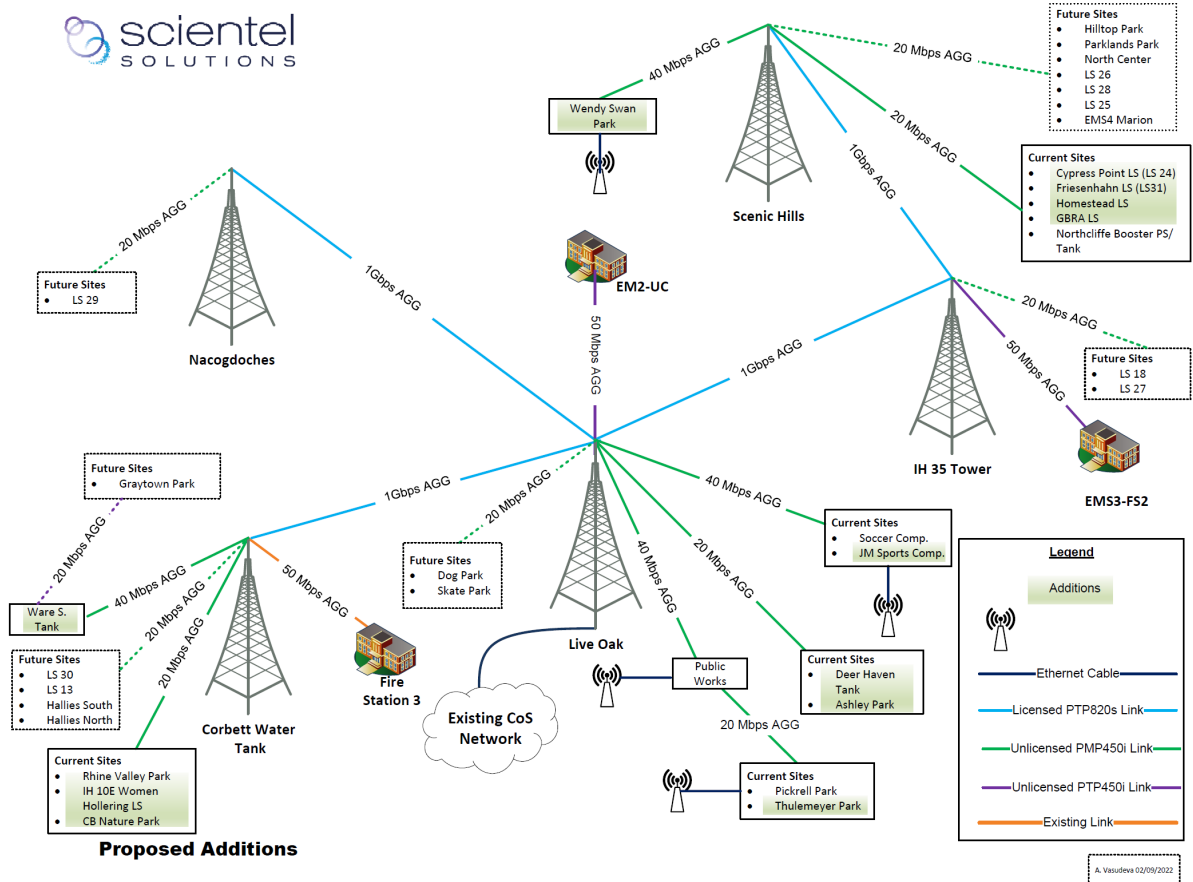 scientel
SOLUTIONS
Future Sites
• Hilltop Park
• Parklands Park
• North Center
• LS 26
• LS 28
• LS 25
• EMS4 Marion
20 Mbps AGG
40 Mbps AGG
Wendy Swan
Park
20 Mbps AGG
1Gbps AGG
Scenic Hills
Current Sites
• Cypress Point LS (LS 24)
• Friesenhahn LS (LS31)
• Homestead LS
• GBRA LS
• Northcliffe Booster PS/
Tank
20 Mbps AGG
Future Sites
• LS 29
Nacogdoches
1Gbps AGG
EM2-UC
50 Mbps AGG
1Gbps AGG
20 Mbps AGG
50 Mbps AGG
Future Sites
• LS 18
• LS 27
IH 35 Tower
EMS3-FS2
Future Sites
• Graytown Park
20 Mbps AGG
1Gbps AGG
20 Mbps AGG
Future Sites
• Dog Park
• Skate Park
40 Mbps AGG
Current Sites
• Soccer Comp.
• JM Sports Comp.
40 Mbps AGG
20 Mbps AGG
Live Oak
40 Mbps AGG
20 Mbps AGG
20 Mbps AGG
50 Mbps AGG
Ware S.
Tank
Future Sites
• LS 30
• LS 13
• Hallies South
• Hallies North
Corbett Water
Tank
Fire
Station 3
Existing CoS
Network
Public
Works
Current Sites
• Deer Haven
Tank
• Ashley Park
20 Mbps AGG
Current Sites
• Pickrell Park
• Thulemeyer Park
Current Sites
• Rhine Valley Park
• IH 10E Women
Hollering LS
• CB Nature Park
Proposed Additions
Legend
Additions
Ethernet Cable
Licensed PTP820s Link
Unlicensed PMP450i Link
Unlicensed PTP450i Link
Existing Link
A. Vasudeva 02/09/2022